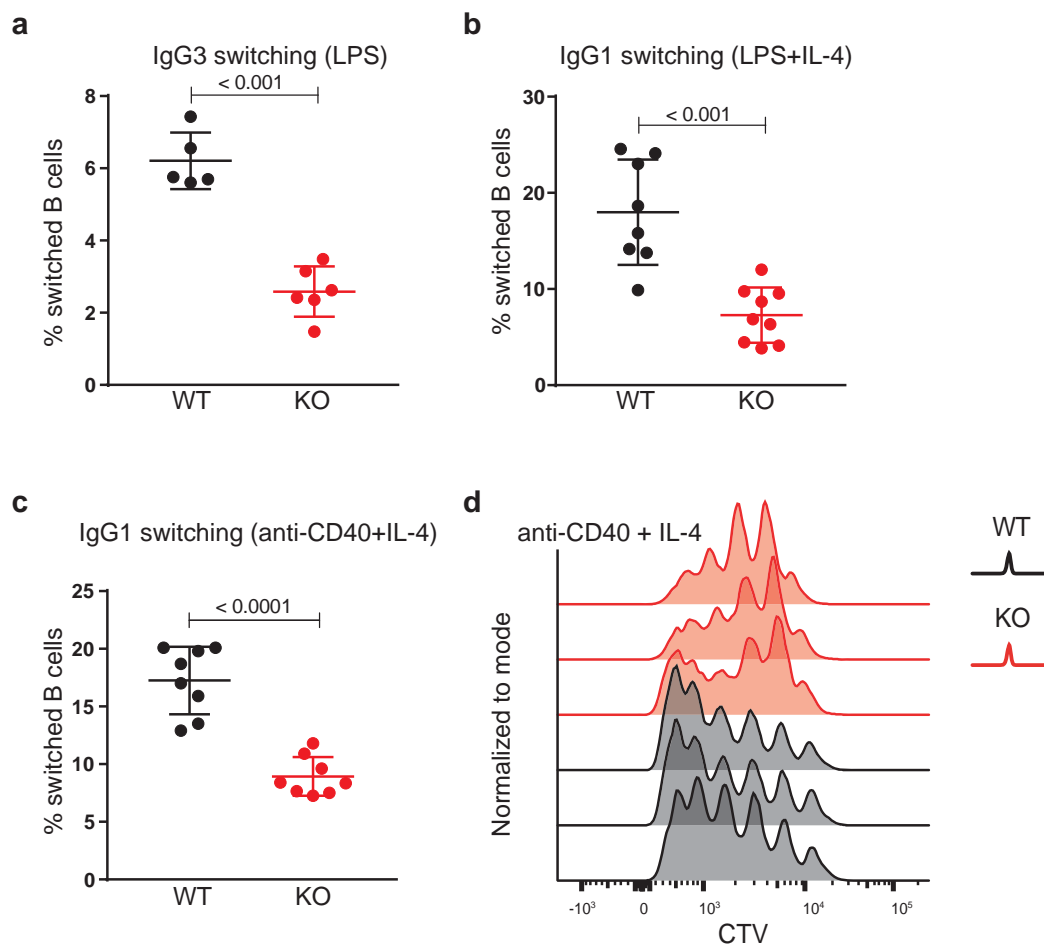 a
IgG3 switching (LPS)
< 0.001
% switched B cells
8
6
4
2
0
WT
KO
b
IgG1 switching (LPS+IL-4)
< 0.001
% switched B cells
30
20
10
0
WT
KO
c
IgG1 switching (anti-CD40+IL-4)
< 0.0001
% switched B cells
25
20
15
10
5
0
WT
KO
d
anti-CD40 + IL-4
Normalized to mode
-10³ 0 10³ 10⁴ 10⁵
CTV
WT
KO